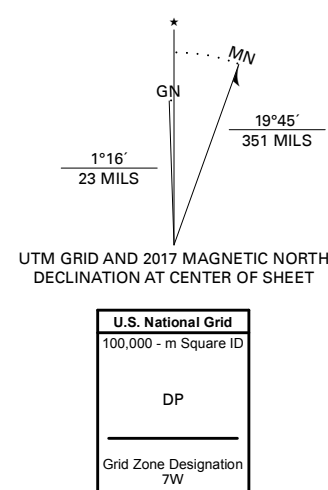 ★
MN
GN
19°45´
351 MILS
1°16´
23 MILS
UTM GRID AND 2017 MAGNETIC NORTH
DECLINATION AT CENTER OF SHEET
U.S. National Grid
100,000 - m Square ID
DP
Grid Zone Designation
7W